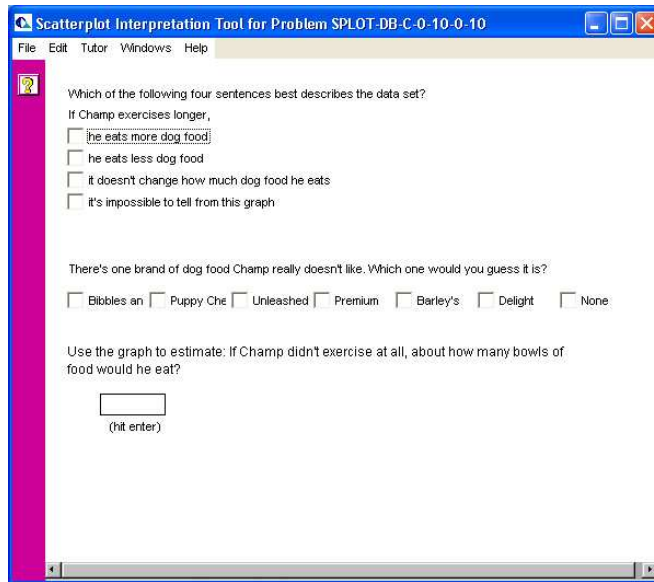 Scatterplot Interpretation Tool for Problem SPLOT-DB-C-0-10-0-10
File Edit Tutor Windows Help
Which of the following four sentences best describes the data set?
If Champ exercises longer,
he eats more dog food
he eats less dog food
it doesn't change how much dog food he eats
it's impossible to tell from this graph
There's one brand of dog food Champ really doesn't like. Which one would you guess it is?
Bibbles an Puppy Che Unleashed Premium Barley's Delight None
Use the graph to estimate: If Champ didn't exercise at all, about how many bowls of
food would he eat?
(hit enter)